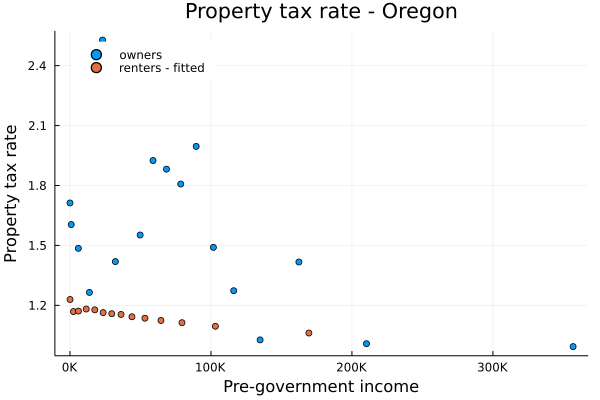 Property tax rate - Oregon
owners
renters - fitted
Property tax rate
2.4
2.1
1.8
1.5
1.2
0K
100K
200K
300K
Pre-government income